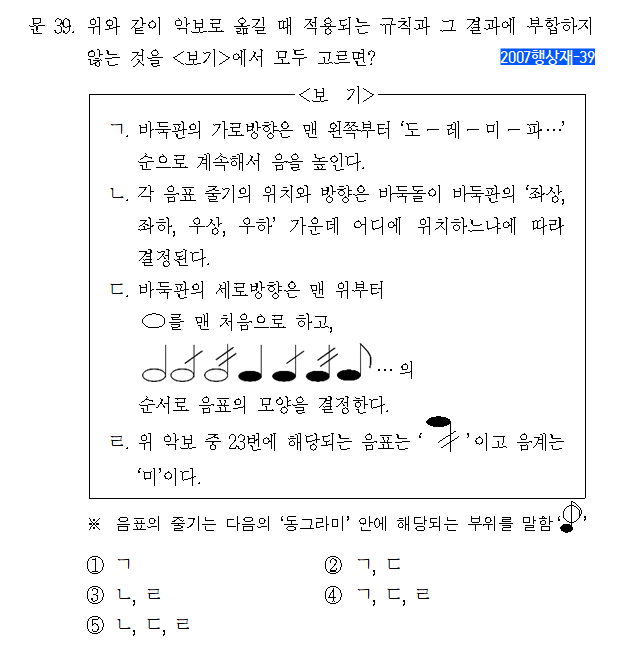 문 39. 위와 같이 악보로 옮길 때 적용되는 규칙과 그 결과에 부합하지
않는 것을 <보기>에서 모두 고르면?
2007행상재-39
<보 기>
ㄱ. 바둑판의 가로방향은 맨 왼쪽부터 ‘도－레－미－파…’
순으로 계속해서 음을 높인다.
ㄴ. 각 음표 줄기의 위치와 방향은 바둑돌이 바둑판의 ‘좌상,
좌하, 우상, 우하’ 가운데 어디에 위치하느냐에 따라
결정된다.
ㄷ. 바둑판의 세로방향은 맨 위부터
를 맨 처음으로 하고,
… 의
순서로 음표의 모양을 결정한다.
ㄹ. 위 악보 중 23번에 해당되는 음표는 ‘ ’이고 음계는
‘미’이다.
※ 음표의 줄기는 다음의 ‘동그라미’ 안에 해당되는 부위를 말함 ‘ ’
① ㄱ
② ㄱ, ㄷ
③ ㄴ, ㄹ
④ ㄱ, ㄷ, ㄹ
⑤ ㄴ, ㄷ, ㄹ